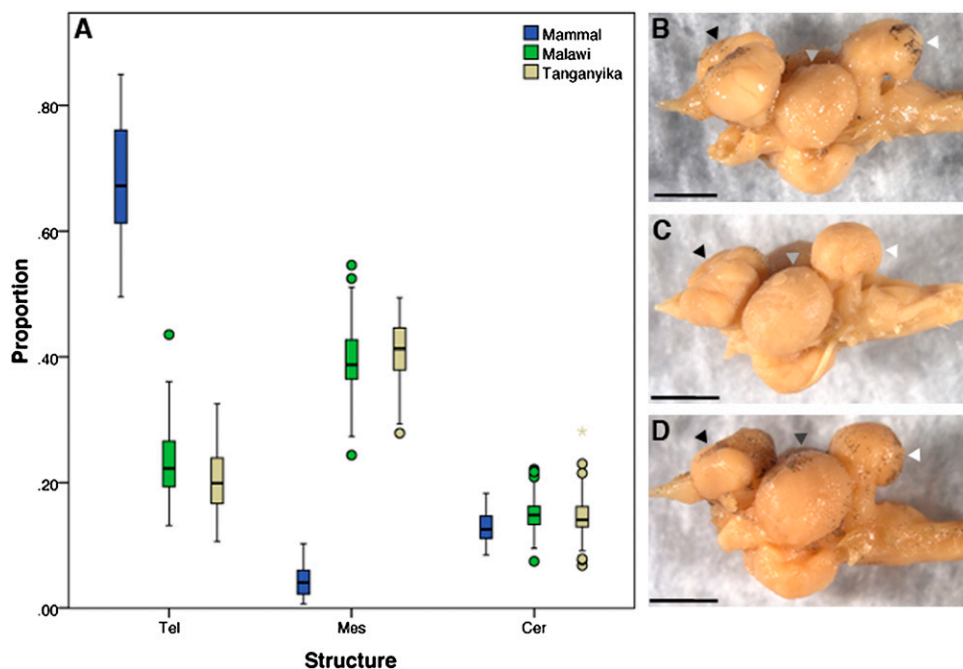 A
Mammal
Malawi
Tanganyika
.80
.60
.40
.20
.00
Proportion
Tel
Mes
Cer
Structure
B
C
D